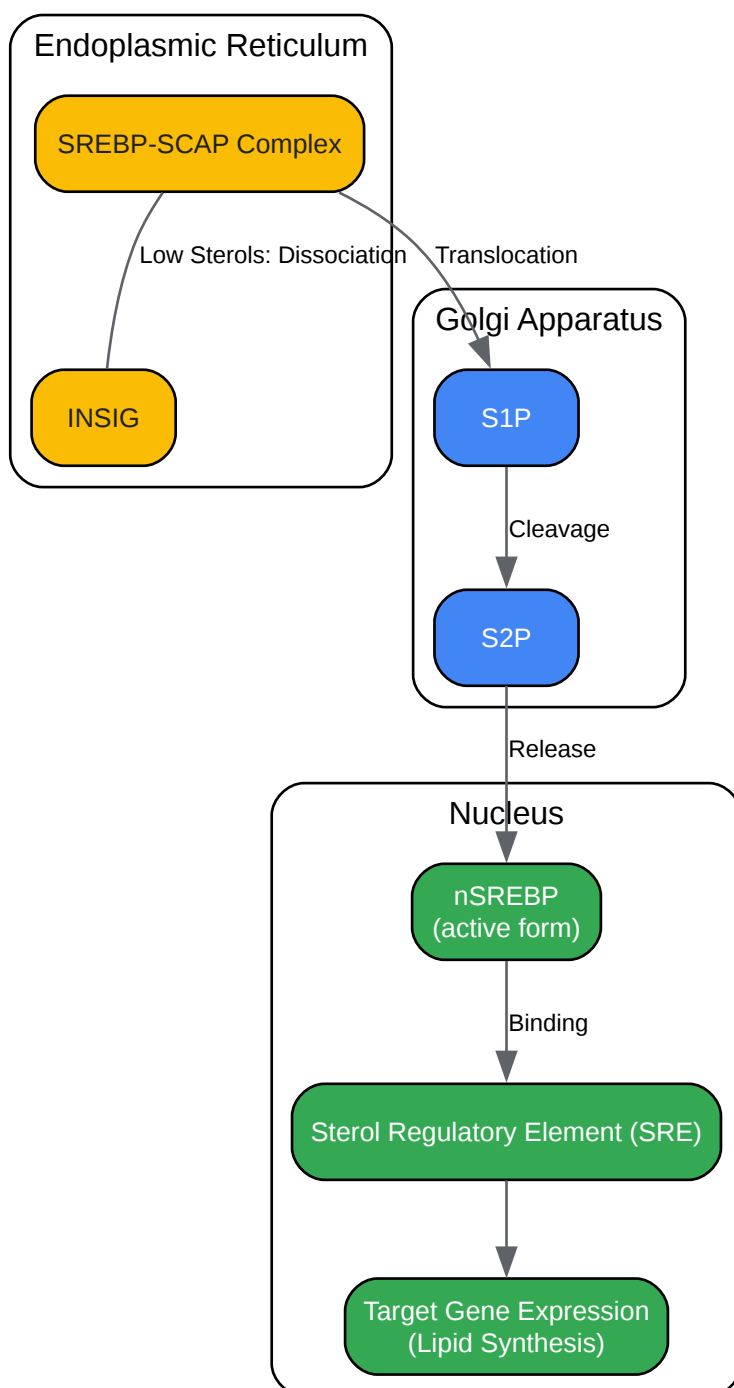 Endoplasmic Reticulum
SREBP-SCAP Complex
Low Sterols: Dissociation
Translocation
INSIG
Golgi Apparatus
S1P
Cleavage
S2P
Release
Nucleus
nSREBP
(active form)
Binding
Sterol Regulatory Element (SRE)
Target Gene Expression
(Lipid Synthesis)